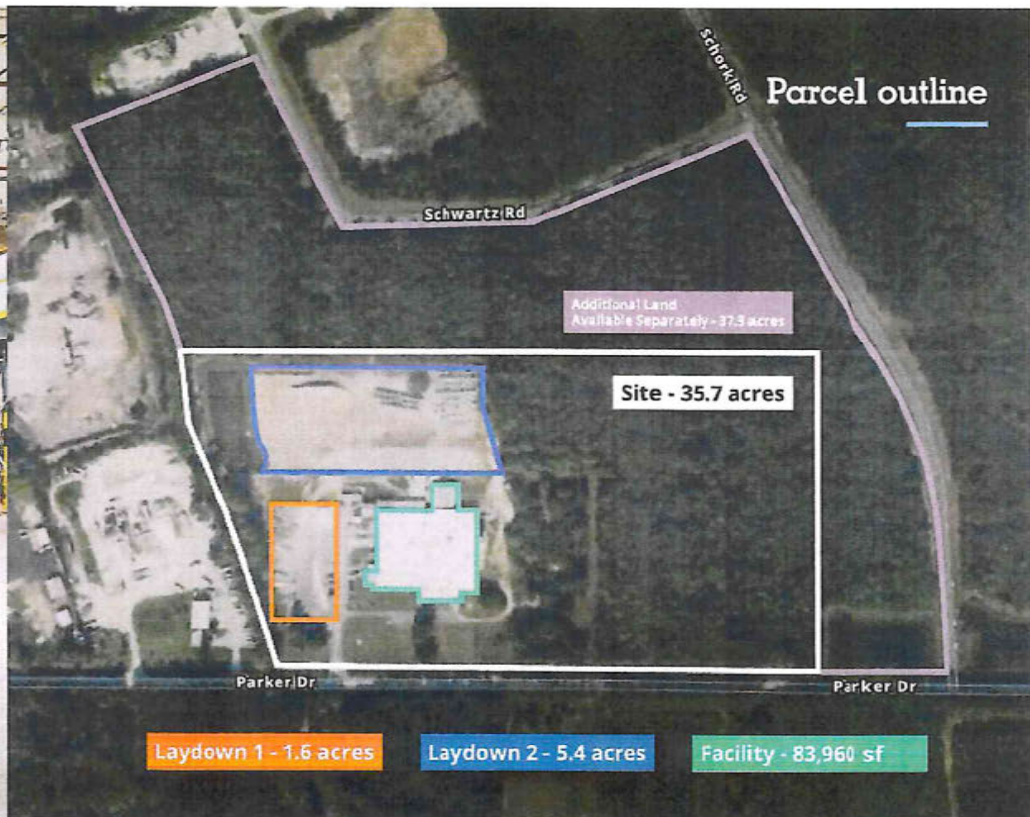 Schork Rd
Parcel outline
Schwartz Rd
Additional Land
Available Separately - 37.9 acres
Site - 35.7 acres
Parker Dr
Parker Dr
Laydown 1 - 1.6 acres
Laydown 2 - 5.4 acres
Facility - 83,960 sf